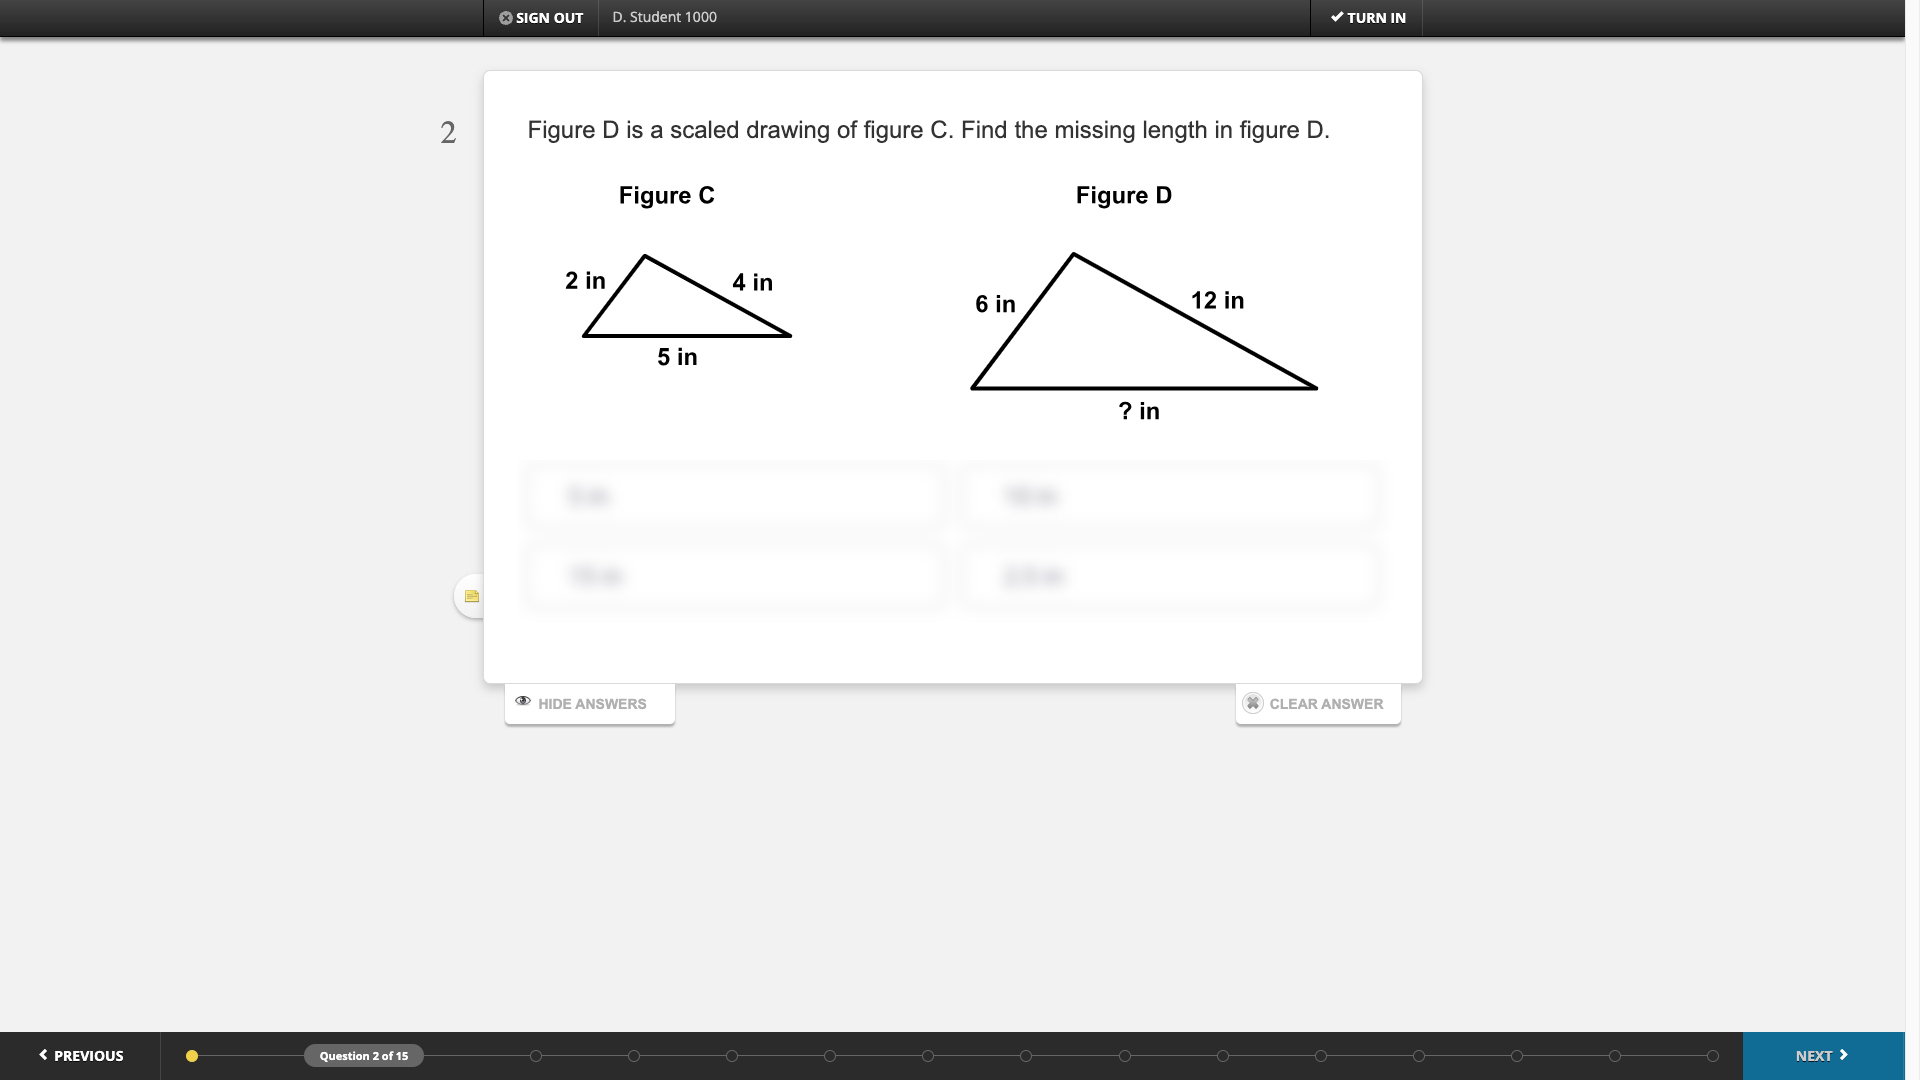 SIGN OUT
D. Student 1000
TURN IN
2
Figure D is a scaled drawing of figure C. Find the missing length in figure D.
Figure C
Figure D
2 in
4 in
5 in
6 in
12 in
? in
HIDE ANSWERS
CLEAR ANSWER
PREVIOUS
Question 2 of 15
NEXT